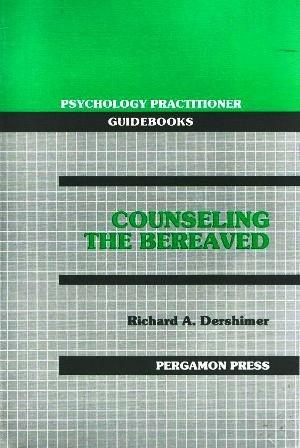 PSYCHOLOGY PRACTITIONER
GUIDEBOOKS
COUNSELING
THE BEREAVED
Richard A. Dershimer
PERGAMON PRESS